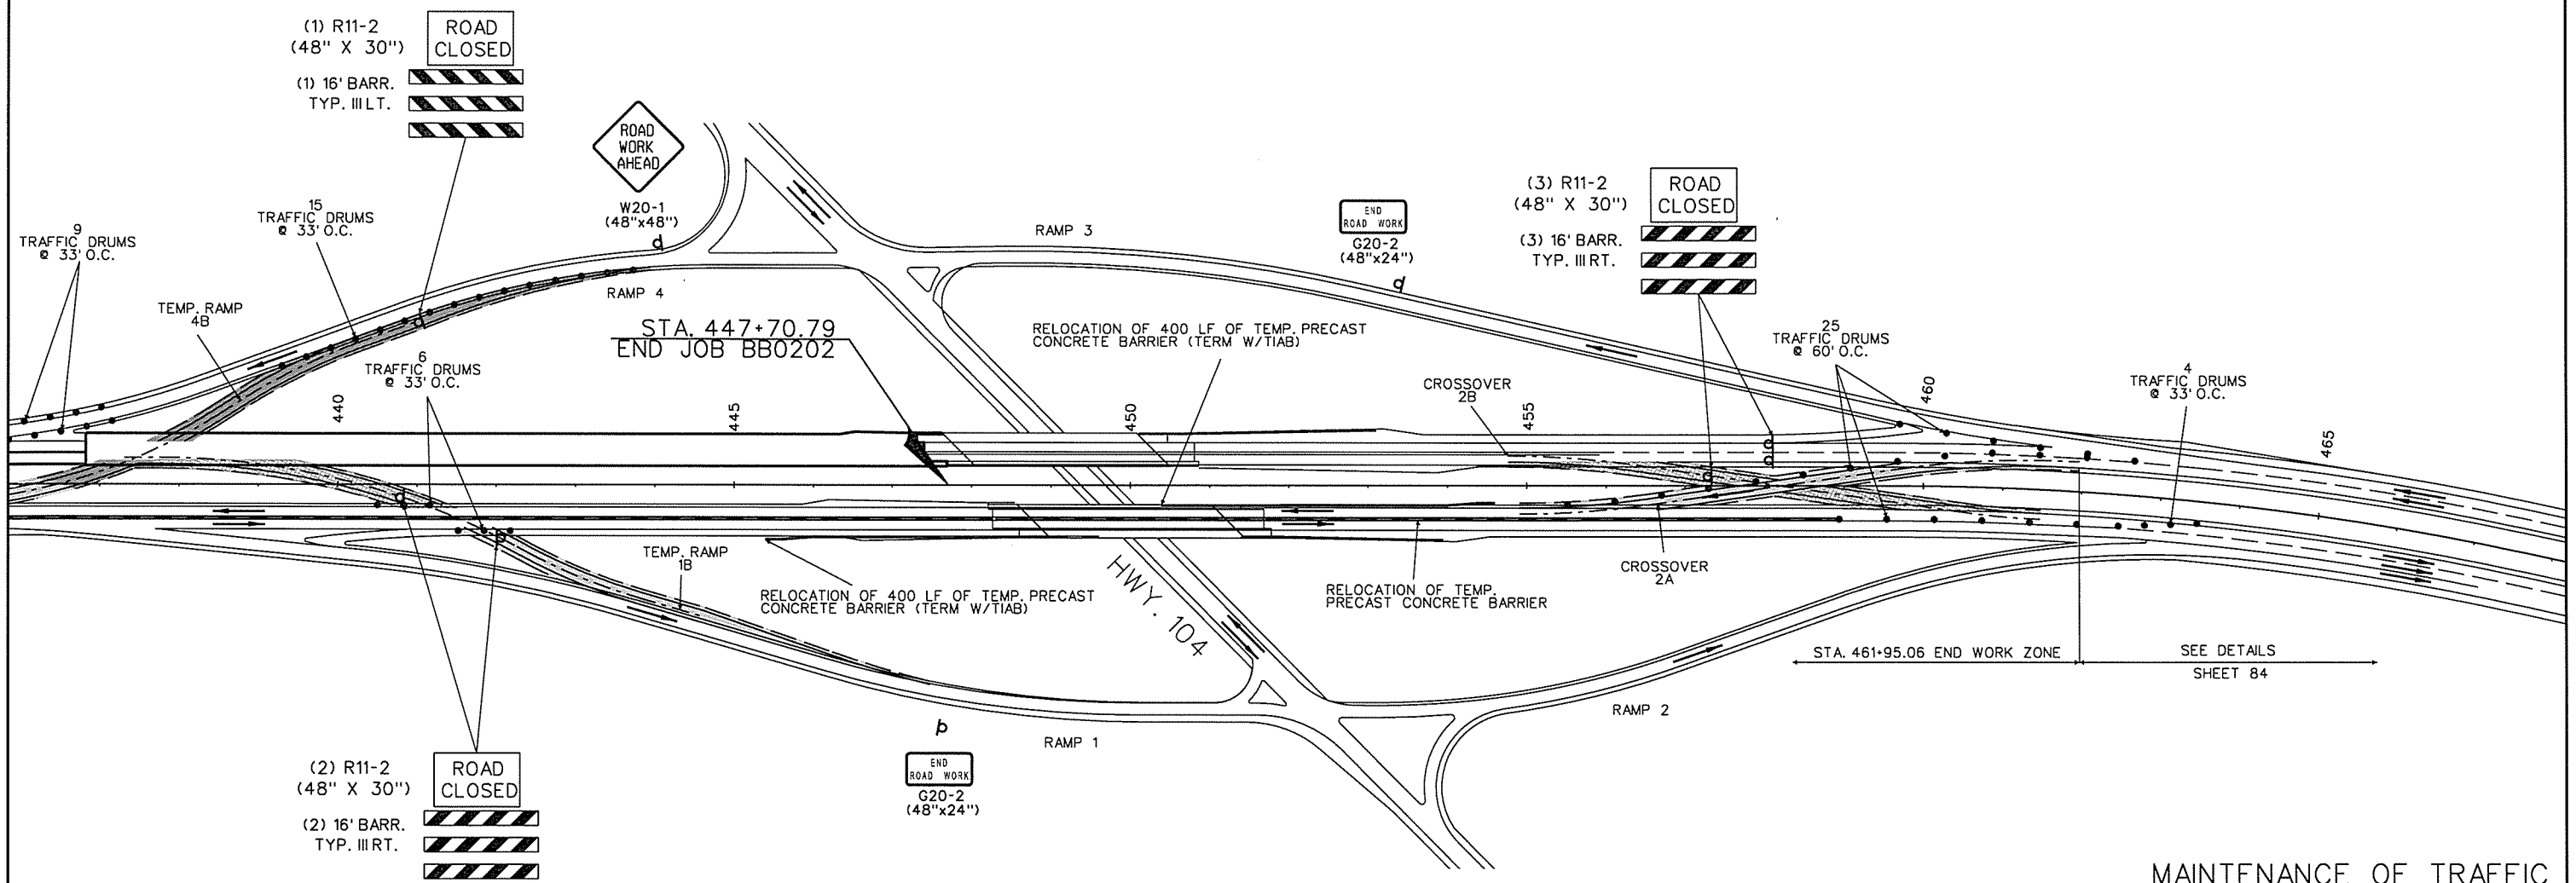 (1) R11-2
(48" X 30")
ROAD
CLOSED
(1) 16' BARR.
TYP. III LT.
ROAD
WORK
AHEAD
W20-1
(48"x48")
9
TRAFFIC DRUMS
@ 33' O.C.
15
TRAFFIC DRUMS
@ 33' O.C.
TEMP. RAMP
4B
6
TRAFFIC DRUMS
@ 33' O.C.
RAMP 4
STA. 447+70.79
END JOB BB0202
RAMP 3
RELOCATION OF 400 LF OF TEMP. PRECAST
CONCRETE BARRIER (TERM W/TIAB)
END
ROAD WORK
G20-2
(48"x24")
(3) R11-2
(48" X 30")
ROAD
CLOSED
(3) 16' BARR.
TYP. III RT.
CROSSOVER
2B
25
TRAFFIC DRUMS
@ 60' O.C.
4
TRAFFIC DRUMS
@ 33' O.C.
440
445
450
455
460
465
TEMP. RAMP
1B
RELOCATION OF 400 LF OF TEMP. PRECAST
CONCRETE BARRIER (TERM W/TIAB)
HWY. 104
RELOCATION OF TEMP.
PRECAST CONCRETE BARRIER
CROSSOVER
2A
STA. 461+95.06 END WORK ZONE
SEE DETAILS
SHEET 84
RAMP 1
RAMP 2
END
ROAD WORK
G20-2
(48"x24")
(2) R11-2
(48" X 30")
ROAD
CLOSED
(2) 16' BARR.
TYP. III RT.
MAINTENANCE OF TRAFFIC